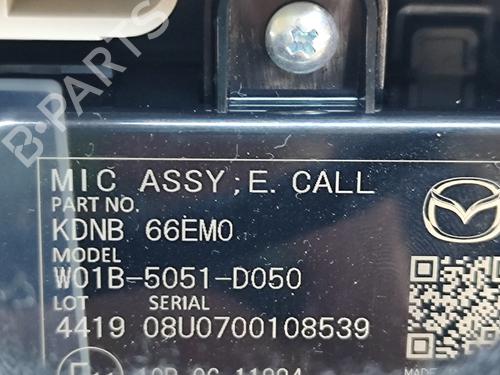 B-PARTS
MIC ASSY;E. CALL
PART NO.
KDNB 66EM0
MODEL
W01B-5051-D050
LOT SERIAL
4419 08U0700108539